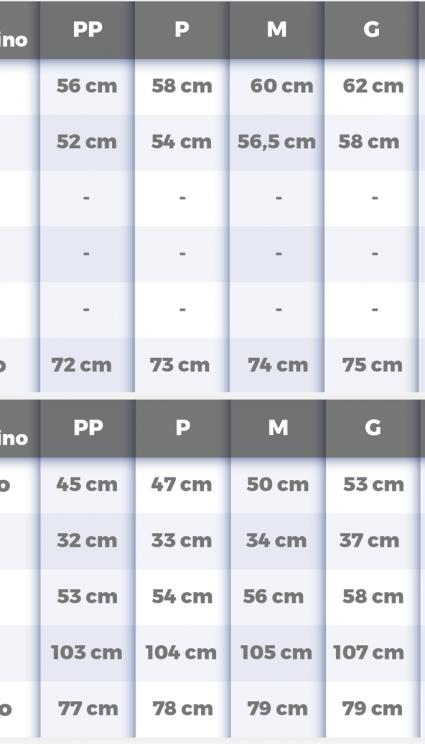 ino PP P M G
56 cm 58 cm 60 cm 62 cm
52 cm 54 cm 56,5 cm 58 cm
- - - -
- - - -
- - - -
o 72 cm 73 cm 74 cm 75 cm
ino PP P M G
o 45 cm 47 cm 50 cm 53 cm
32 cm 33 cm 34 cm 37 cm
53 cm 54 cm 56 cm 58 cm
103 cm 104 cm 105 cm 107 cm
o 77 cm 78 cm 79 cm 79 cm